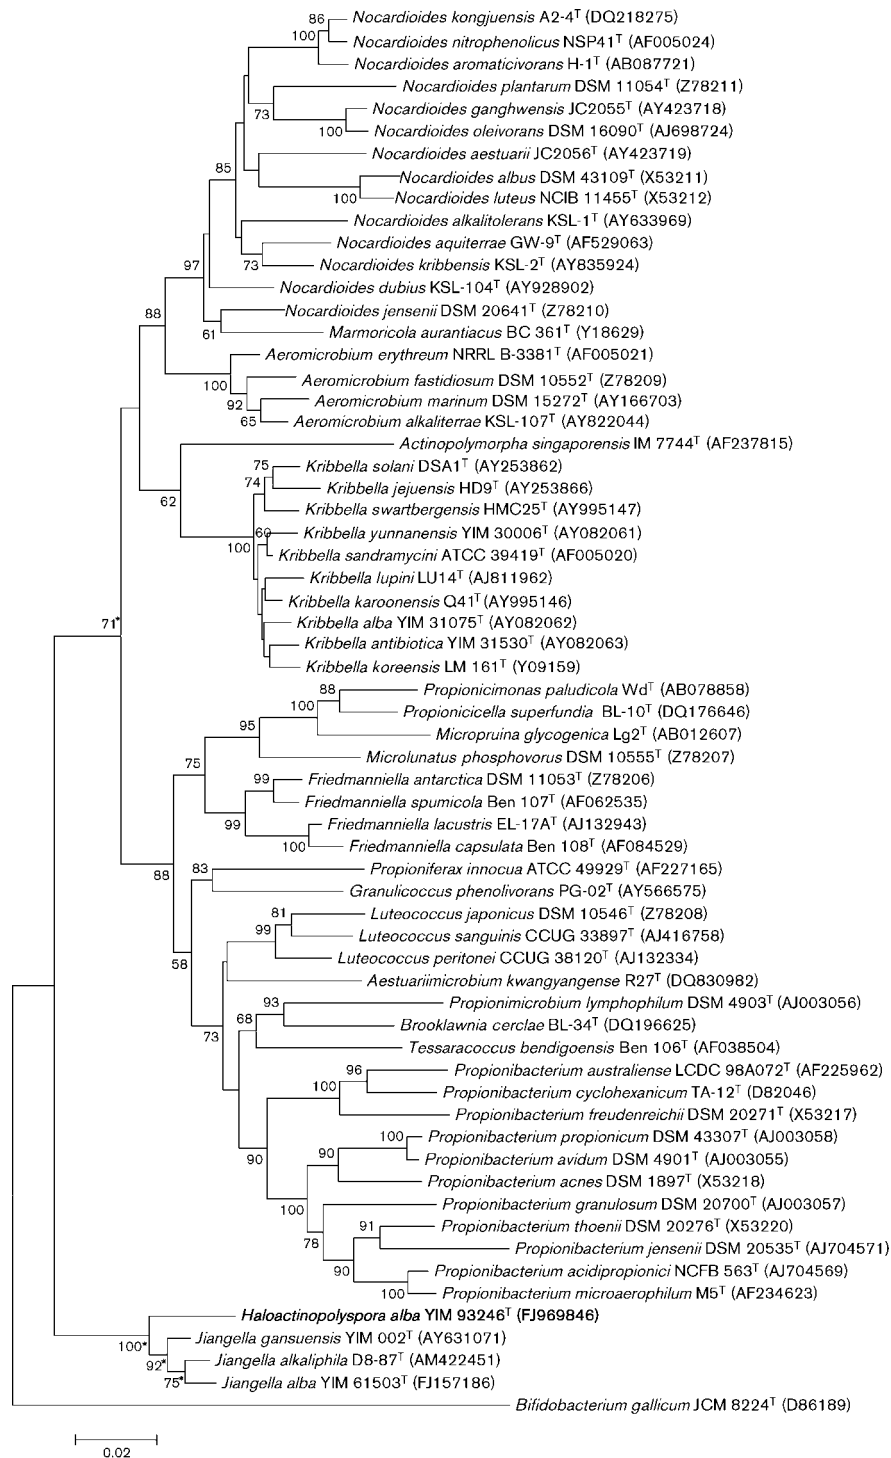 86 Nocardioides kongjuensis A2-4ᵀ (DQ218275)
100
Nocardioides nitrophenolicus NSP41ᵀ (AF005024)
Nocardioides aromaticivorans H-1ᵀ (AB087721)
Nocardioides plantarum DSM 11054ᵀ (Z78211)
73 Nocardioides ganghwensis JC2055ᵀ (AY423718)
100 Nocardioides oleivorans DSM 16090ᵀ (AJ698724)
Nocardioides aestuarii JC2056ᵀ (AY423719)
85
Nocardioides albus DSM 43109ᵀ (X53211)
100 Nocardioides luteus NCIB 11455ᵀ (X53212)
Nocardioides alkalitolerans KSL-1ᵀ (AY633969)
Nocardioides aquiterrae GW-9ᵀ (AF529063)
97 73 Nocardioides kribbensis KSL-2ᵀ (AY835924)
Nocardioides dubius KSL-104ᵀ (AY928902)
88 Nocardioides jensenii DSM 20641ᵀ (Z78210)
61 Marmoricola aurantiacus BC 361ᵀ (Y18629)
Aeromicrobium erythreum NRRL B-3381ᵀ (AF005021)
100 Aeromicrobium fastidiosum DSM 10552ᵀ (Z78209)
92 Aeromicrobium marinum DSM 15272ᵀ (AY166703)
65 Aeromicrobium alkaliterrae KSL-107ᵀ (AY822044)
Actinopolymorpha singaporensis IM 7744ᵀ (AF237815)
75 Kribbella solani DSA1ᵀ (AY253862)
62 74 Kribbella jejuensis HD9ᵀ (AY253866)
Kribbella swartbergensis HMC25ᵀ (AY995147)
60 Kribbella yunnanensis YIM 30006ᵀ (AY082061)
100 Kribbella sandramycini ATCC 39419ᵀ (AF005020)
Kribbella lupini LU14ᵀ (AJ811962)
Kribbella karoonensis Q41ᵀ (AY995146)
71* Kribbella alba YIM 31075ᵀ (AY082062)
Kribbella antibiotica YIM 31530ᵀ (AY082063)
Kribbella koreensis LM 161ᵀ (Y09159)
88 Propionicimonas paludicola Wdᵀ (AB078858)
100 Propionicicella superfundia BL-10ᵀ (DQ176646)
95 Micropruina glycogenica Lg2ᵀ (AB012607)
75 Microlunatus phosphovorus DSM 10555ᵀ (Z78207)
99 Friedmanniella antarctica DSM 11053ᵀ (Z78206)
Friedmanniella spumicola Ben 107ᵀ (AF062535)
99 Friedmanniella lacustris EL-17Aᵀ (AJ132943)
100 Friedmanniella capsulata Ben 108ᵀ (AF084529)
88 83 Propioniferax innocua ATCC 49929ᵀ (AF227165)
Granulicoccus phenolivorans PG-02ᵀ (AY566575)
81 Luteococcus japonicus DSM 10546ᵀ (Z78208)
99 Luteococcus sanguinis CCUG 33897ᵀ (AJ416758)
58 Luteococcus peritonei CCUG 38120ᵀ (AJ132334)
Aestuariimicrobium kwangyangense R27ᵀ (DQ830982)
93 Propionimicrobium lymphophilum DSM 4903ᵀ (AJ003056)
73 68 Brooklawnia cerclae BL-34ᵀ (DQ196625)
Tessaracoccus bendigoensis Ben 106ᵀ (AF038504)
96 Propionibacterium australiense LCDC 98A072ᵀ (AF225962)
100 Propionibacterium cyclohexanicum TA-12ᵀ (D82046)
Propionibacterium freudenreichii DSM 20271ᵀ (X53217)
100 Propionibacterium propionicum DSM 43307ᵀ (AJ003058)
90 90 Propionibacterium avidum DSM 4901ᵀ (AJ003055)
Propionibacterium acnes DSM 1897ᵀ (X53218)
100 Propionibacterium granulosum DSM 20700ᵀ (AJ003057)
91 Propionibacterium thoenii DSM 20276ᵀ (X53220)
78 Propionibacterium jensenii DSM 20535ᵀ (AJ704571)
90 Propionibacterium acidipropionici NCFB 563ᵀ (AJ704569)
100 Propionibacterium microaerophilum M5ᵀ (AF234623)
Haloactinopolyspora alba YIM 93246ᵀ (FJ969846)
100* Jiangella gansuensis YIM 002ᵀ (AY631071)
92* Jiangella alkaliphila D8-87ᵀ (AM422451)
75* Jiangella alba YIM 61503ᵀ (FJ157186)
Bifidobacterium gallicum JCM 8224ᵀ (D86189)
0.02